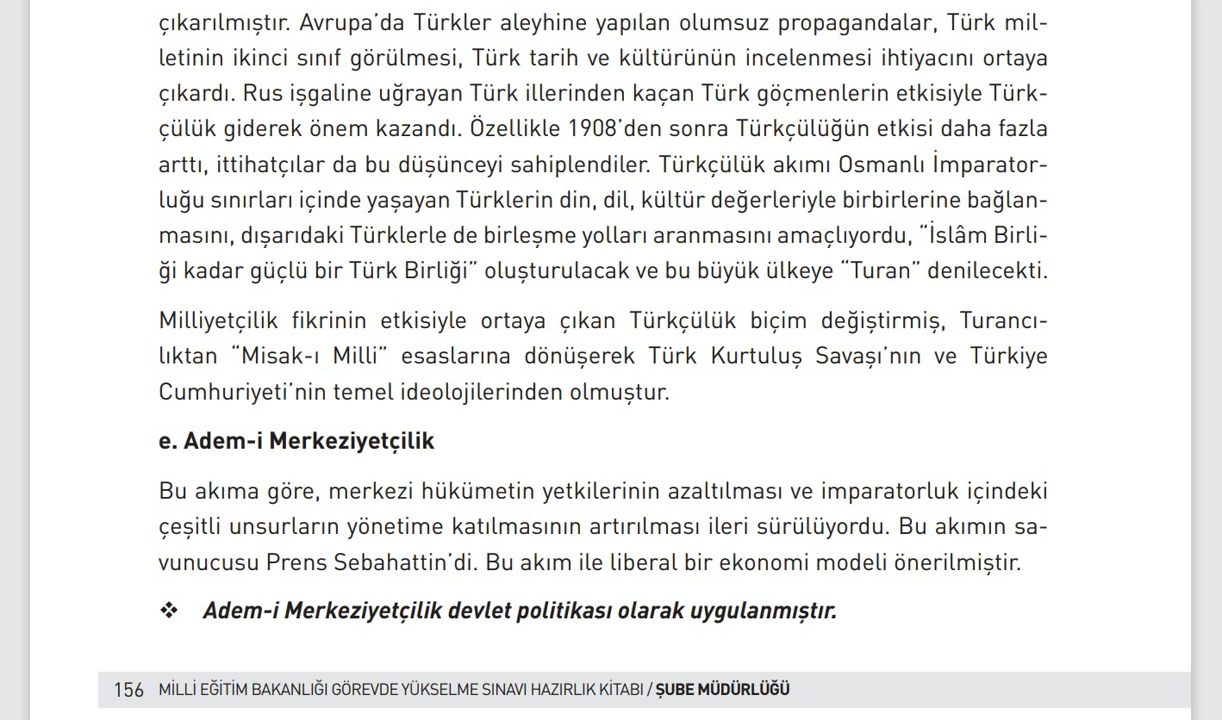 çıkarılmıştır. Avrupa’da Türkler aleyhine yapılan olumsuz propagandalar, Türk mil-
letinin ikinci sınıf görülmesi, Türk tarih ve kültürünün incelenmesi ihtiyacını ortaya
çıkardı. Rus işgaline uğrayan Türk illerinden kaçan Türk göçmenlerin etkisiyle Türk-
çülük giderek önem kazandı. Özellikle 1908’den sonra Türkçülüğün etkisi daha fazla
arttı, ittihatçılar da bu düşünceyi sahiplendiler. Türkçülük akımı Osmanlı İmparator-
luğu sınırları içinde yaşayan Türklerin din, dil, kültür değerleriyle birbirlerine bağlan-
masını, dışarıdaki Türklerle de birleşme yolları aranmasını amaçlıyordu, “İslâm Birli-
ği kadar güçlü bir Türk Birliği” oluşturulacak ve bu büyük ülkeye “Turan” denilecekti.
Milliyetçilik fikrinin etkisiyle ortaya çıkan Türkçülük biçim değiştirmiş, Turancı-
lıktan “Misak-ı Milli” esaslarına dönüşerek Türk Kurtuluş Savaşı’nın ve Türkiye
Cumhuriyeti’nin temel ideolojilerinden olmuştur.
e. Adem-i Merkeziyetçilik
Bu akıma göre, merkezi hükümetin yetkilerinin azaltılması ve imparatorluk içindeki
çeşitli unsurların yönetime katılmasının artırılması ileri sürülüyordu. Bu akımın sa-
vunucusu Prens Sebahattin’di. Bu akım ile liberal bir ekonomi modeli önerilmiştir.
❖ Adem-i Merkeziyetçilik devlet politikası olarak uygulanmıştır.
156 MİLLİ EĞİTİM BAKANLIĞI GÖREVDE YÜKSELME SINAVI HAZIRLIK KİTABI / ŞUBE MÜDÜRLÜĞÜ